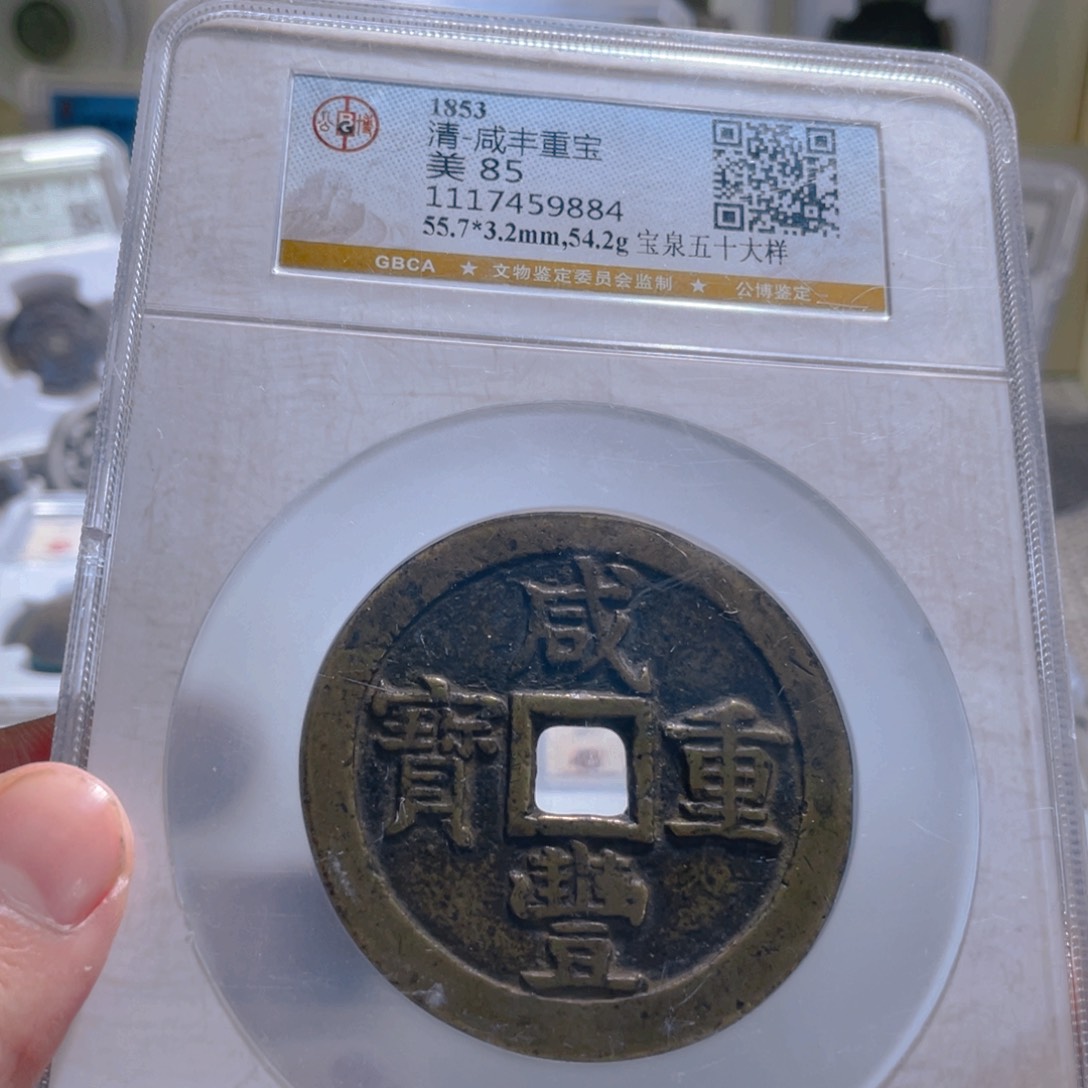 公 G 博
1853
清-咸丰重宝
美 85
1117459884
55.7*3.2mm,54.2g 宝泉五十大样
GBCA ★ 文物鉴定委员会监制 ★ 公博鉴定
咸
寶 重
豐